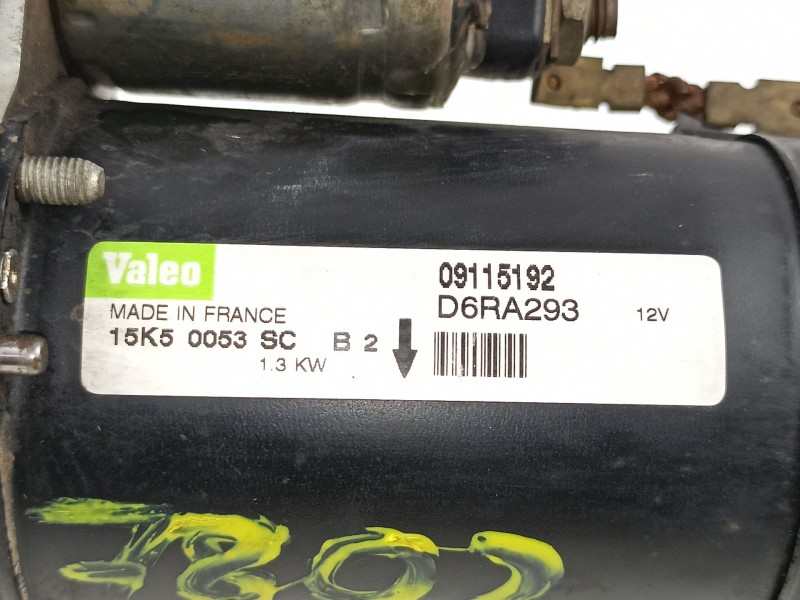 Valeo
09115192
MADE IN FRANCE
D6RA293
12V
15K5 0053 SC B 2
1.3 KW